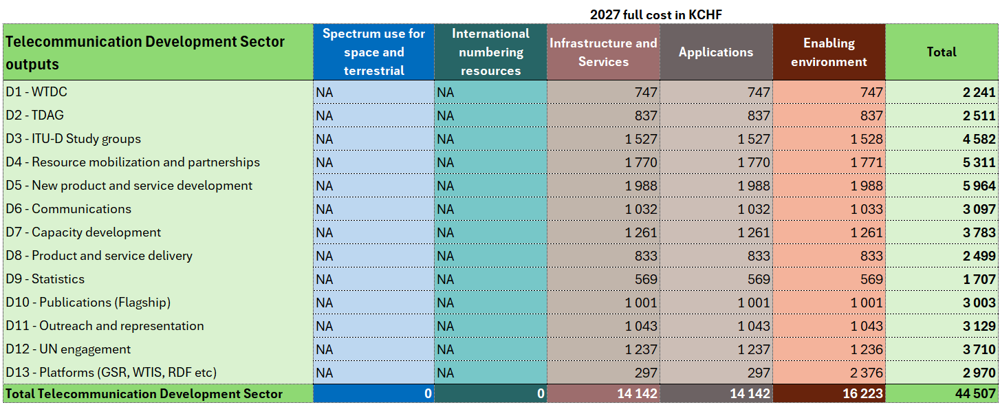 2027 full cost in KCHF
Telecommunication Development Sector outputs Spectrum use for space and terrestrial International numbering resources Infrastructure and Services Applications Enabling environment Total
D1 - WTDC NA NA 747 747 747 2 241
D2 - TDAG NA NA 837 837 837 2 511
D3 - ITU-D Study groups NA NA 1 527 1 527 1 528 4 582
D4 - Resource mobilization and partnerships NA NA 1 770 1 770 1 771 5 311
D5 - New product and service development NA NA 1 988 1 988 1 988 5 964
D6 - Communications NA NA 1 032 1 032 1 033 3 097
D7 - Capacity development NA NA 1 261 1 261 1 261 3 783
D8 - Product and service delivery NA NA 833 833 833 2 499
D9 - Statistics NA NA 569 569 569 1 707
D10 - Publications (Flagship) NA NA 1 001 1 001 1 001 3 003
D11 - Outreach and representation NA NA 1 043 1 043 1 043 3 129
D12 - UN engagement NA NA 1 237 1 237 1 236 3 710
D13 - Platforms (GSR, WTIS, RDF etc) NA NA 297 297 2 376 2 970
Total Telecommunication Development Sector 0 0 14 142 14 142 16 223 44 507